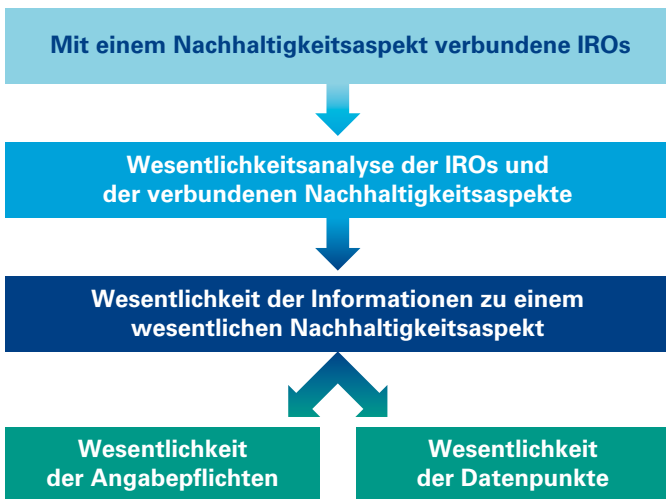 Mit einem Nachhaltigkeitsaspekt verbundene IROs
Wesentlichkeitsanalyse der IROs und
der verbundenen Nachhaltigkeitsaspekte
Wesentlichkeit der Informationen zu einem
wesentlichen Nachhaltigkeitsaspekt
Wesentlichkeit
der Angabepflichten
Wesentlichkeit
der Datenpunkte